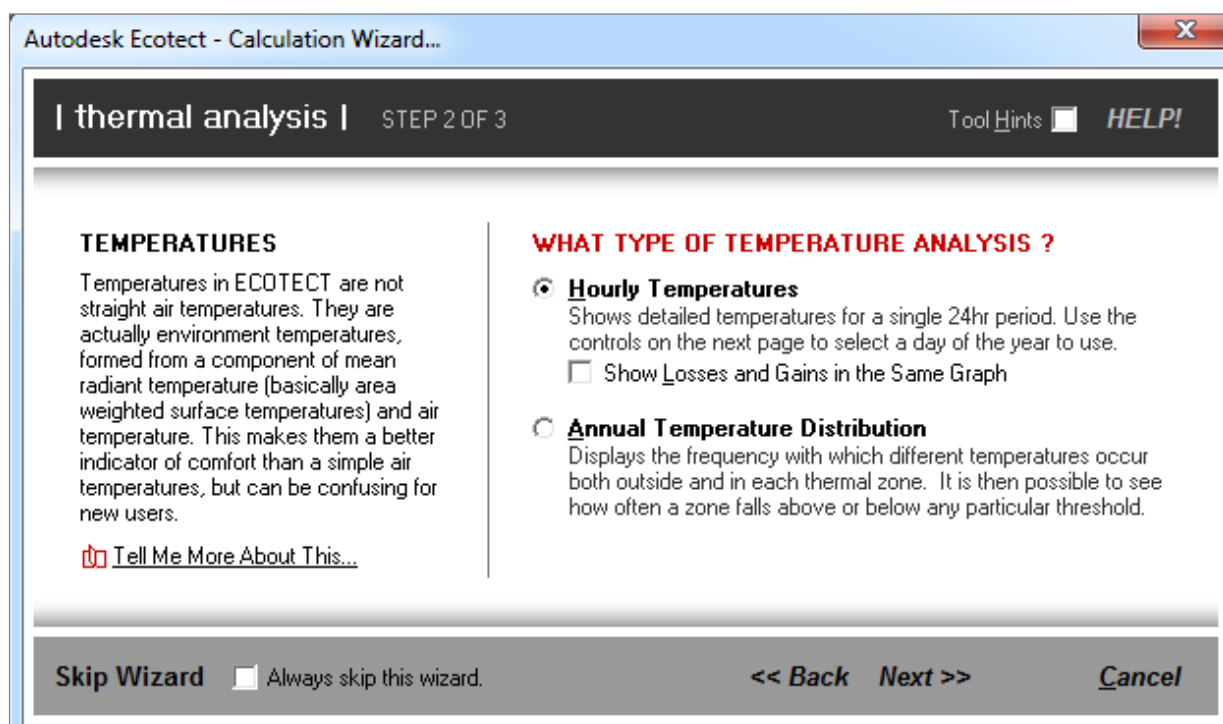 Autodesk Ecotect - Calculation Wizard...
| thermal analysis | STEP 2 OF 3 Tool Hints HELP!
TEMPERATURES
Temperatures in ECOTECT are not
straight air temperatures. They are
actually environment temperatures,
formed from a component of mean
radiant temperature (basically area
weighted surface temperatures) and air
temperature. This makes them a better
indicator of comfort than a simple air
temperatures, but can be confusing for
new users.
Tell Me More About This...
WHAT TYPE OF TEMPERATURE ANALYSIS ?
Hourly Temperatures
Shows detailed temperatures for a single 24hr period. Use the
controls on the next page to select a day of the year to use.
Show Losses and Gains in the Same Graph
Annual Temperature Distribution
Displays the frequency with which different temperatures occur
both outside and in each thermal zone.  It is then possible to see
how often a zone falls above or below any particular threshold.
Skip Wizard Always skip this wizard. << Back Next >> Cancel